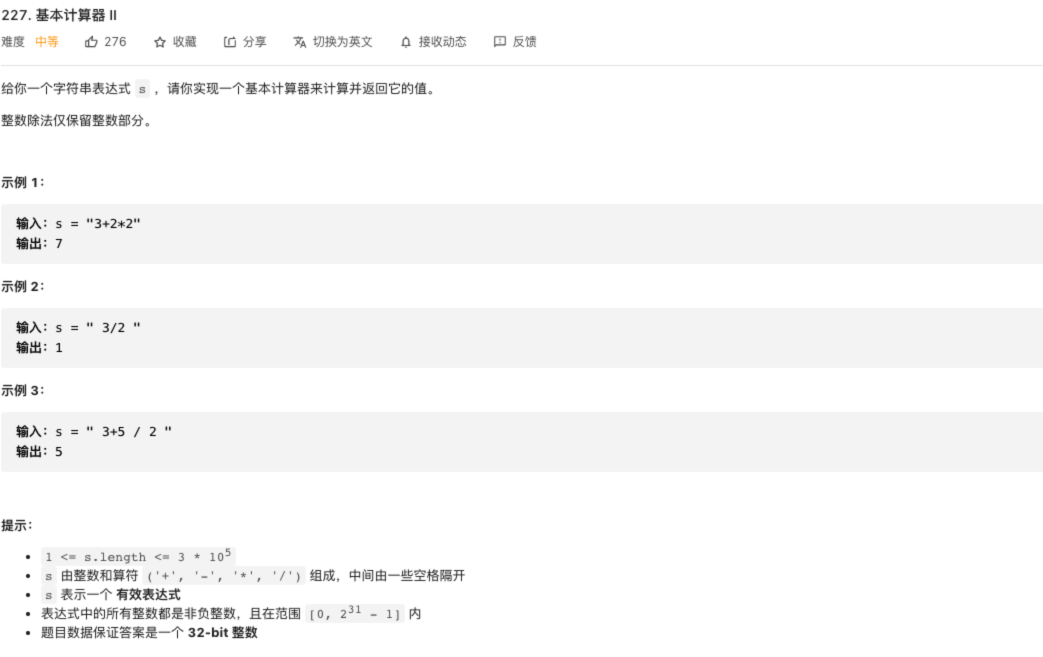 227. 基本计算器 II
难度 中等 276 收藏 分享 切换为英文 接收动态 反馈
给你一个字符串表达式 s ，请你实现一个基本计算器来计算并返回它的值。
整数除法仅保留整数部分。
示例 1：
输入：s = "3+2*2"
输出：7
示例 2：
输入：s = " 3/2 "
输出：1
示例 3：
输入：s = " 3+5 / 2 "
输出：5
提示：
• 1 <= s.length <= 3 * 10⁵
• s 由整数和算符 ('+', '-', '*', '/') 组成，中间由一些空格隔开
• s 表示一个 有效表达式
• 表达式中的所有整数都是非负整数，且在范围 [0, 2³¹ - 1] 内
• 题目数据保证答案是一个 32-bit 整数